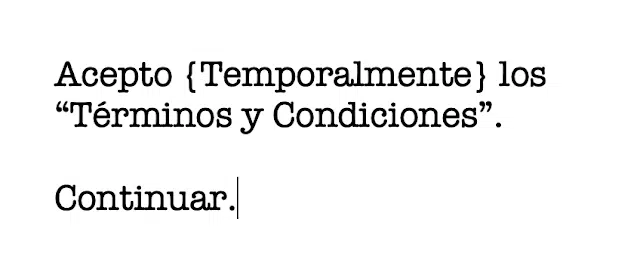 Acepto {Temporalmente} los
“Términos y Condiciones”.
Continuar.